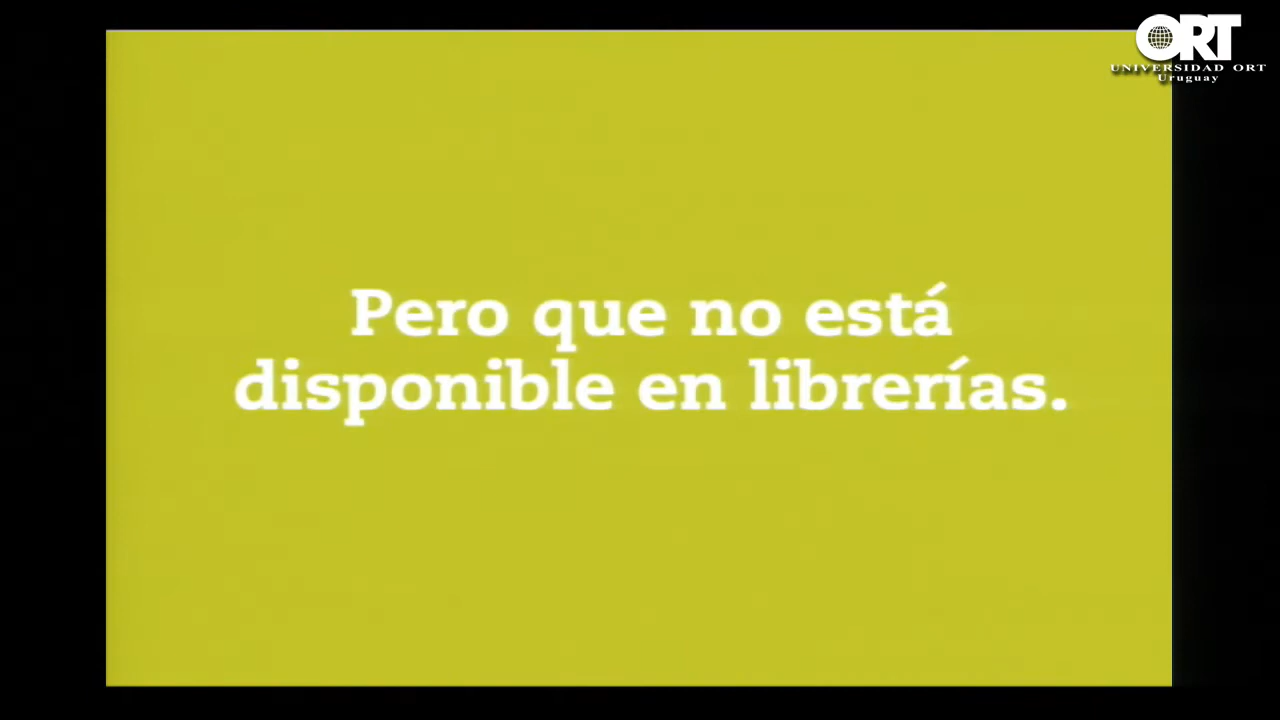 ORT
UNIVERSIDAD ORT
Uruguay
Pero que no está
disponible en librerías.